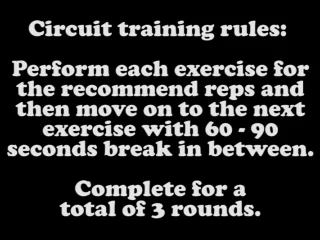 Circuit training rules:
Perform each exercise for
the recommend reps and
then move on to the next
exercise with 60 - 90
seconds break in between.
Complete for a
total of 3 rounds.